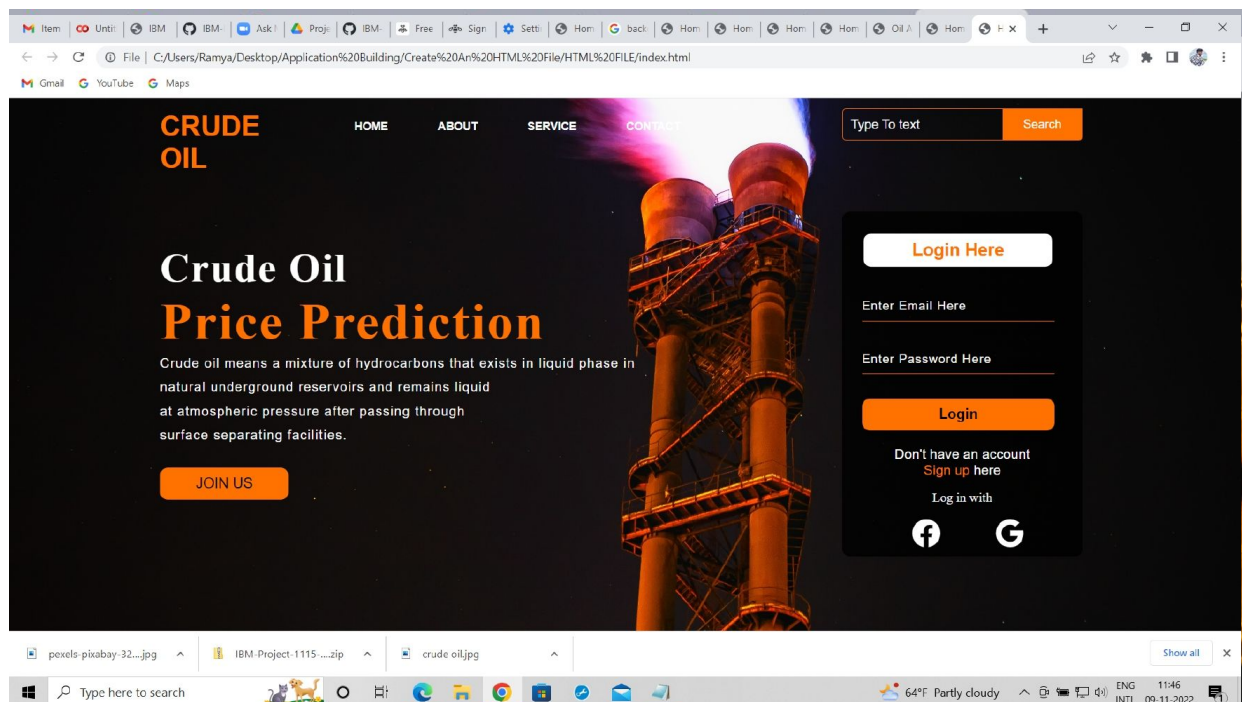 Item
Untit
IBM
IBM-
Ask
Proje
IBM-
Free
Sign
Setti
Hom
back
Hom
Hom
Hom
Hom
Oil A
Hom
H
File | C:/Users/Ramya/Desktop/Application%20Building/Create%20An%20HTML%20File/HTML%20FILE/index.html
Gmail YouTube Maps
CRUDE
OIL
HOME ABOUT SERVICE CONTACT
Type To text Search
Crude Oil
Price Prediction
Crude oil means a mixture of hydrocarbons that exists in liquid phase in
natural underground reservoirs and remains liquid
at atmospheric pressure after passing through
surface separating facilities.
JOIN US
Login Here
Enter Email Here
Enter Password Here
Login
Don't have an account
Sign up here
Log in with
pexels-pixabay-32....jpg IBM-Project-1115-....zip crude oil.jpg Show all
Type here to search
64°F Partly cloudy
ENG
INTL
11:46
09-11-2022